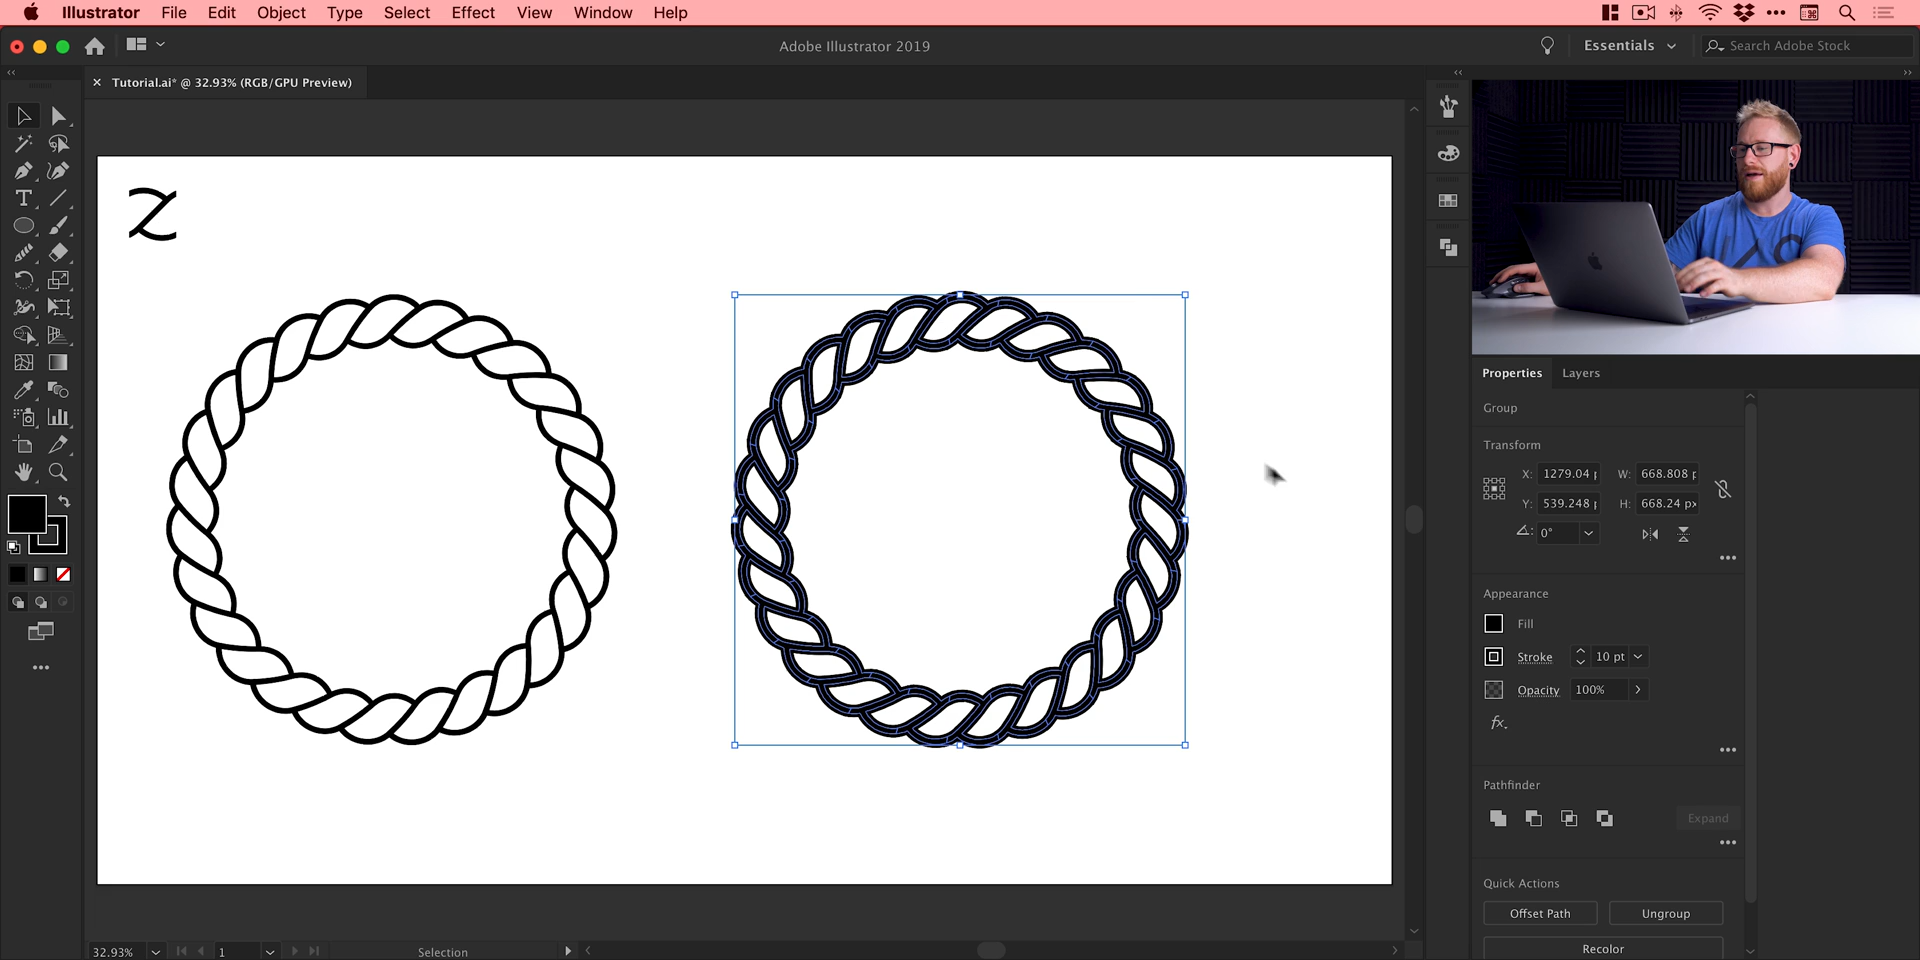 Illustrator File Edit Object Type Select Effect View Window Help
Adobe Illustrator 2019
Essentials
Search Adobe Stock
× Tutorial.ai* @ 32.93% (RGB/GPU Preview)
Properties Layers
Group
Transform
X: 1279.04 W: 668.808
Y: 539.248 H: 668.24 px
0°
Appearance
Fill
Stroke 10 pt
Opacity 100%
fx.
Pathfinder
Expand
Quick Actions
Offset Path Ungroup
Recolor
32.93% 1 Selection